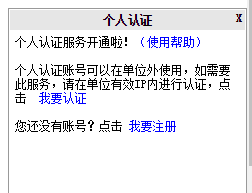 个人认证 X
个人认证服务开通啦！（使用帮助）
个人认证账号可以在单位外使用，如需要
此服务，请在单位有效IP内进行认证，点
击 我要认证
您还没有账号？点击 我要注册